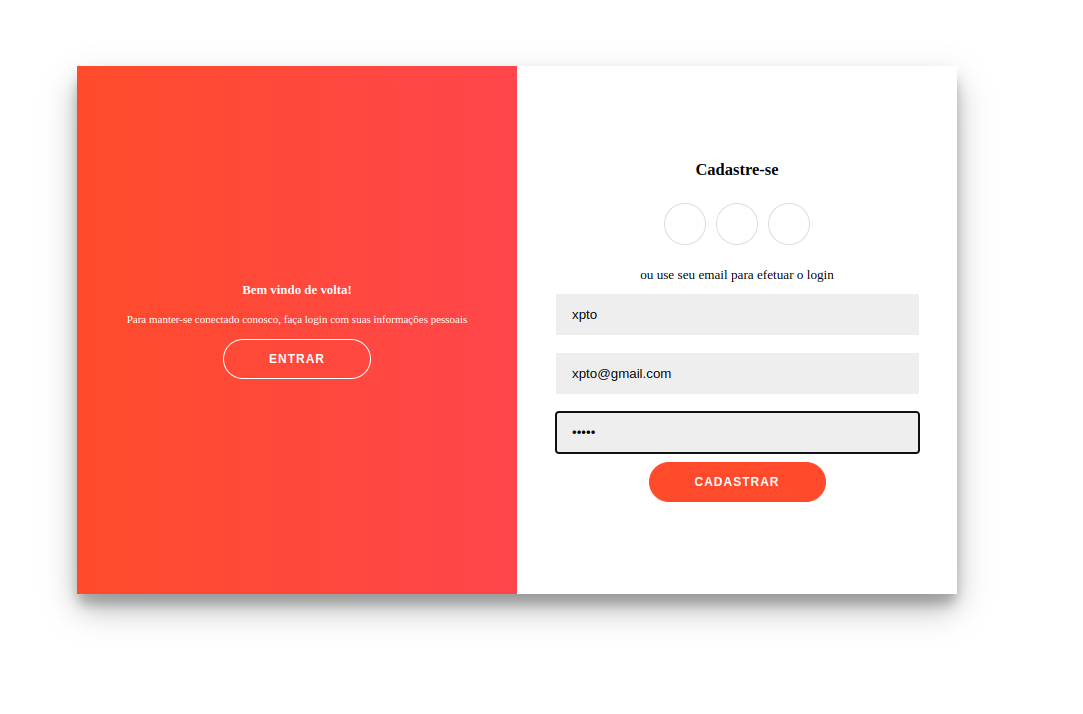 Bem vindo de volta!
Para manter-se conectado conosco, faça login com suas informações pessoais
ENTRAR
Cadastre-se
ou use seu email para efetuar o login
xpto
xpto@gmail.com
•••••
CADASTRAR